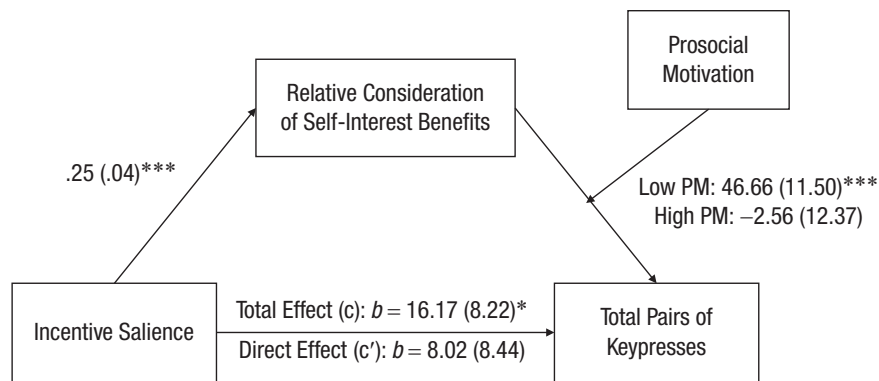 Prosocial
Motivation
Relative Consideration
of Self-Interest Benefits
.25 (.04)***
Low PM: 46.66 (11.50)***
High PM: −2.56 (12.37)
Incentive Salience
Total Effect (c): b = 16.17 (8.22)*
Direct Effect (c′): b = 8.02 (8.44)
Total Pairs of
Keypresses